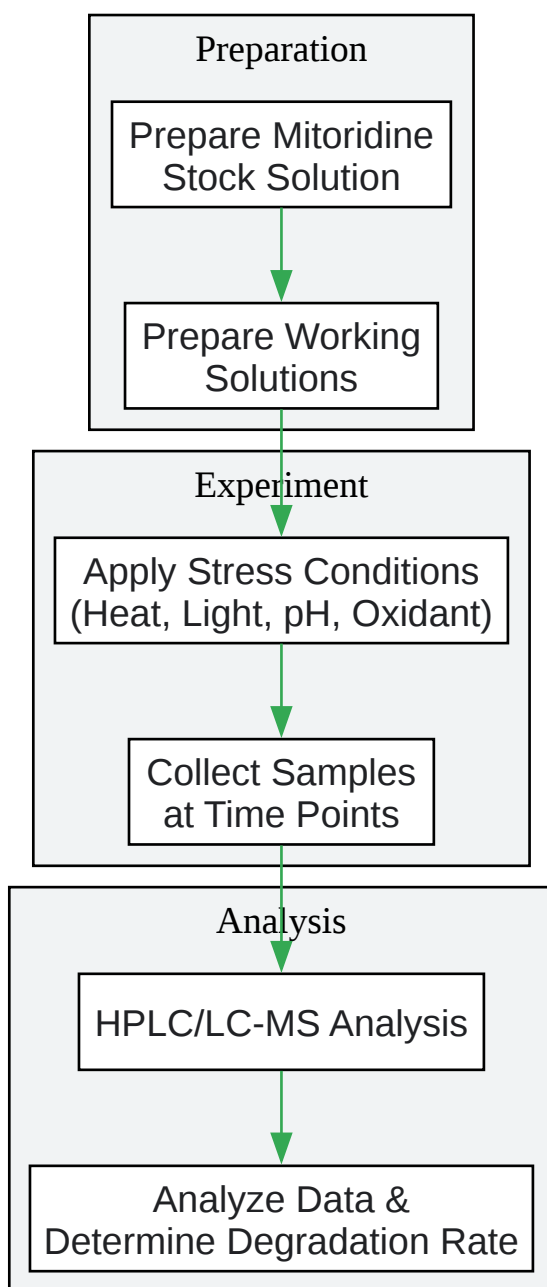 Preparation
Prepare Mitoridine
Stock Solution
Prepare Working
Solutions
Experiment
Apply Stress Conditions
(Heat, Light, pH, Oxidant)
Collect Samples
at Time Points
Analysis
HPLC/LC-MS Analysis
Analyze Data &
Determine Degradation Rate